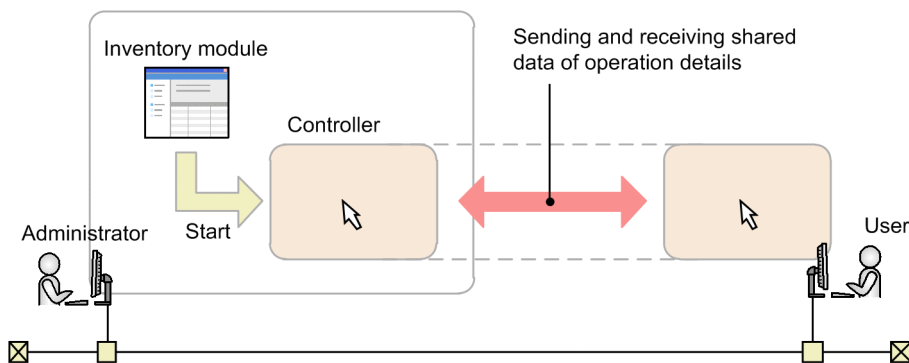 Inventory module
Sending and receiving shared
data of operation details
Controller
Start
Administrator
User